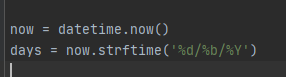 now = datetime.now()
days = now.strftime('%d/%b/%Y')